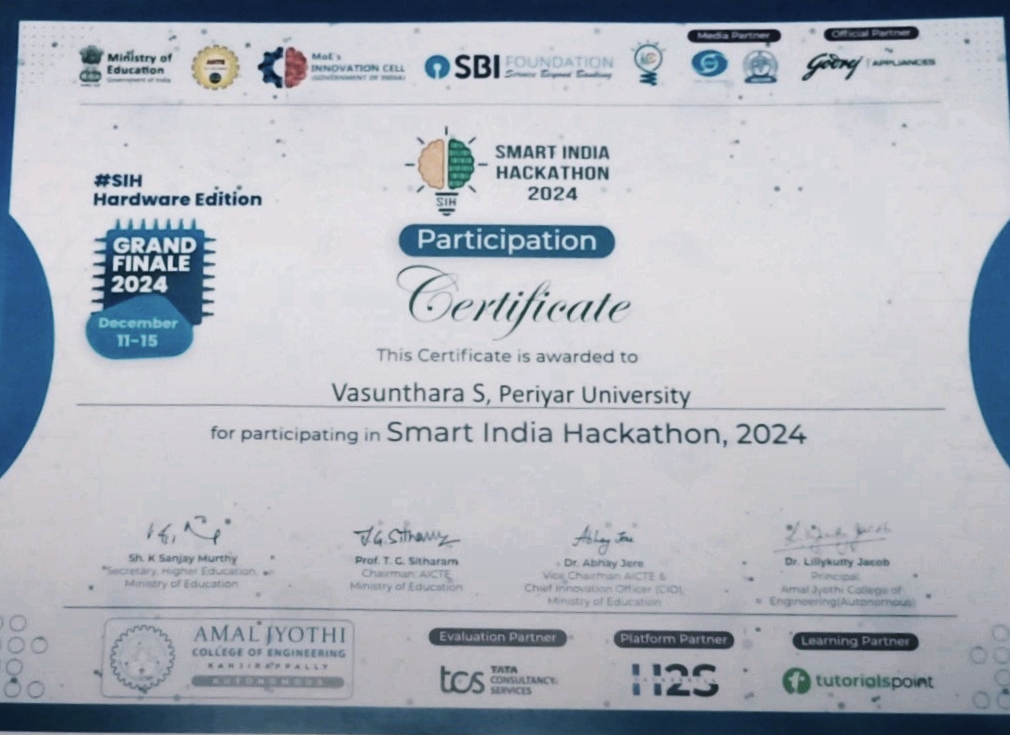 Ministry of
Education
Government of India
MoE's
INNOVATION CELL
(GOVERNMENT OF INDIA)
SBI FOUNDATION
Service Beyond Banking
Media Partner
Official Partner
Godrej | APPLIANCES
#SIH
Hardware Edition
GRAND
FINALE
2024
December
11-15
SMART INDIA
HACKATHON
2024
SIH
Participation
Certificate
This Certificate is awarded to
Vasunthara S, Periyar University
for participating in Smart India Hackathon, 2024
T.G. Sitharam
Abhay Jere
Sh. K Sanjay Murthy
Secretary, Higher Education,
Ministry of Education
Prof. T. G. Sitharam
Chairman, AICTE
Ministry of Education
Dr. Abhay Jere
Vice Chairman AICTE &
Chief Innovation Officer (CIO),
Ministry of Education
Dr. Lillykutty Jacob
Principal
Amal Jyothi College of
Engineering(Autonomous)
AMAL JYOTHI
COLLEGE OF ENGINEERING
KANJIRAPPALLY
AUTONOMOUS
Evaluation Partner
tcs TATA
CONSULTANCY
SERVICES
Platform Partner
H2S
Learning Partner
tutorialspoint